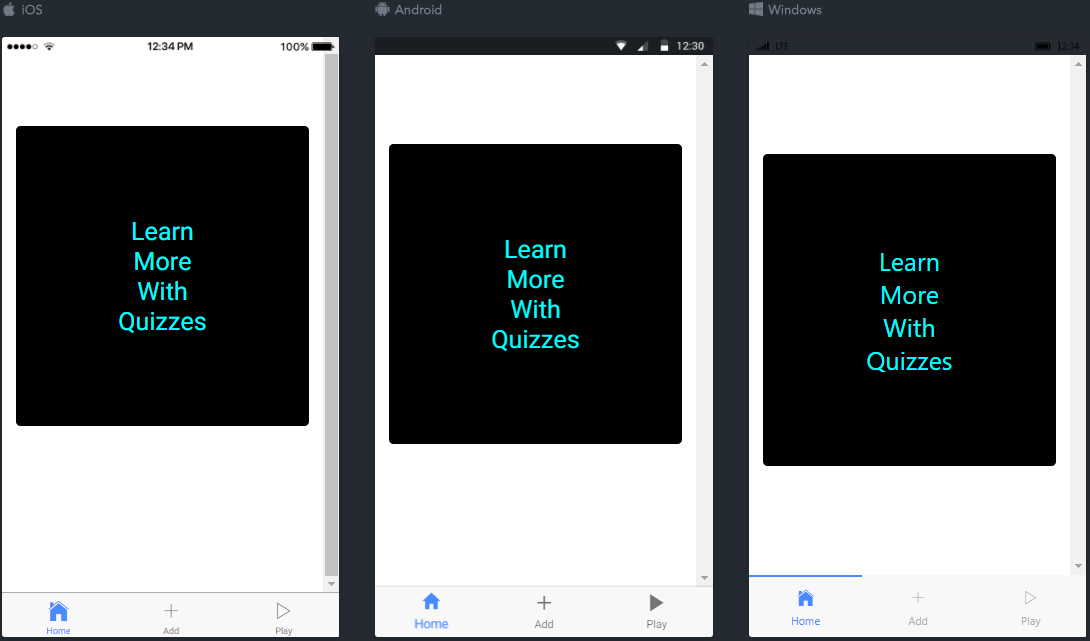 iOS
Android
Windows
12:34 PM
100%
12:30
LTE
12:34
Learn
More
With
Quizzes
Learn
More
With
Quizzes
Learn
More
With
Quizzes
Home
Add
Play
Home
Add
Play
Home
Add
Play